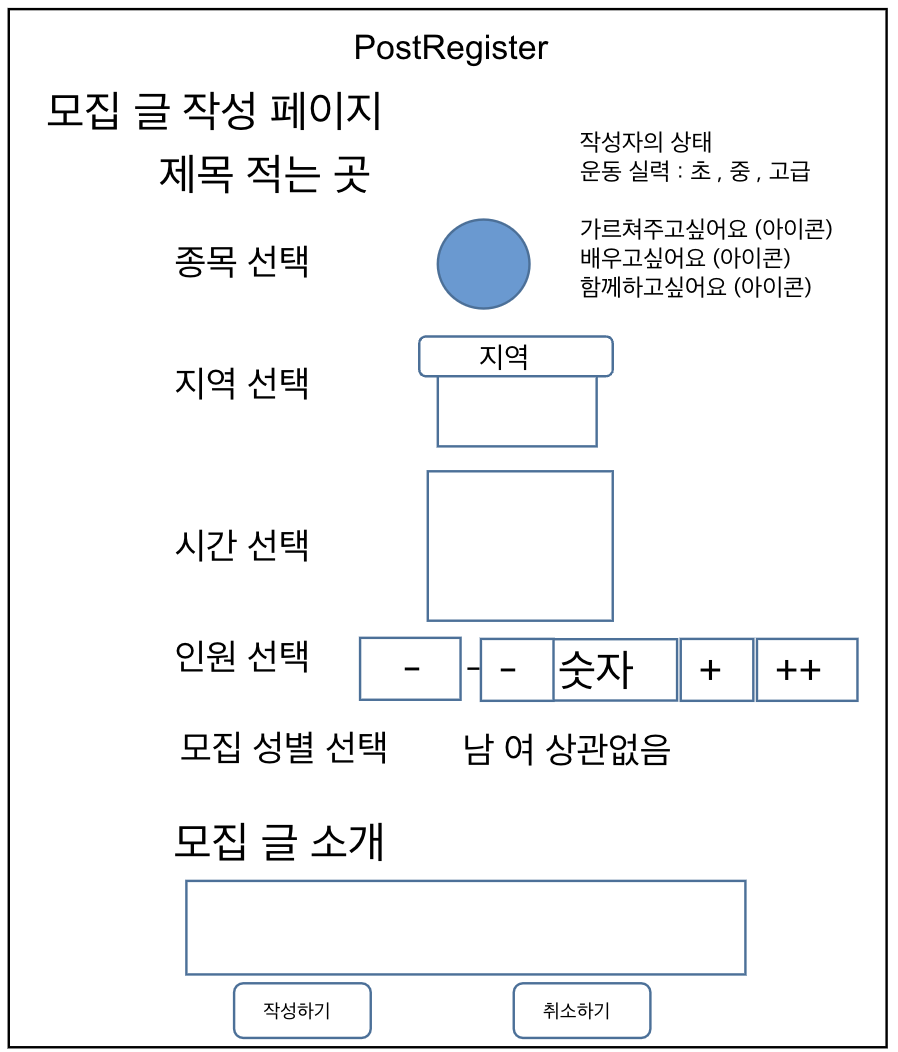 PostRegister
모집 글 작성 페이지
제목 적는 곳
작성자의 상태
운동 실력 : 초 , 중 , 고급
종목 선택
가르쳐주고싶어요 (아이콘)
배우고싶어요 (아이콘)
함께하고싶어요 (아이콘)
지역 선택
지역
시간 선택
인원 선택
- - - 숫자 + ++
모집 성별 선택
남 여 상관없음
모집 글 소개
작성하기
취소하기